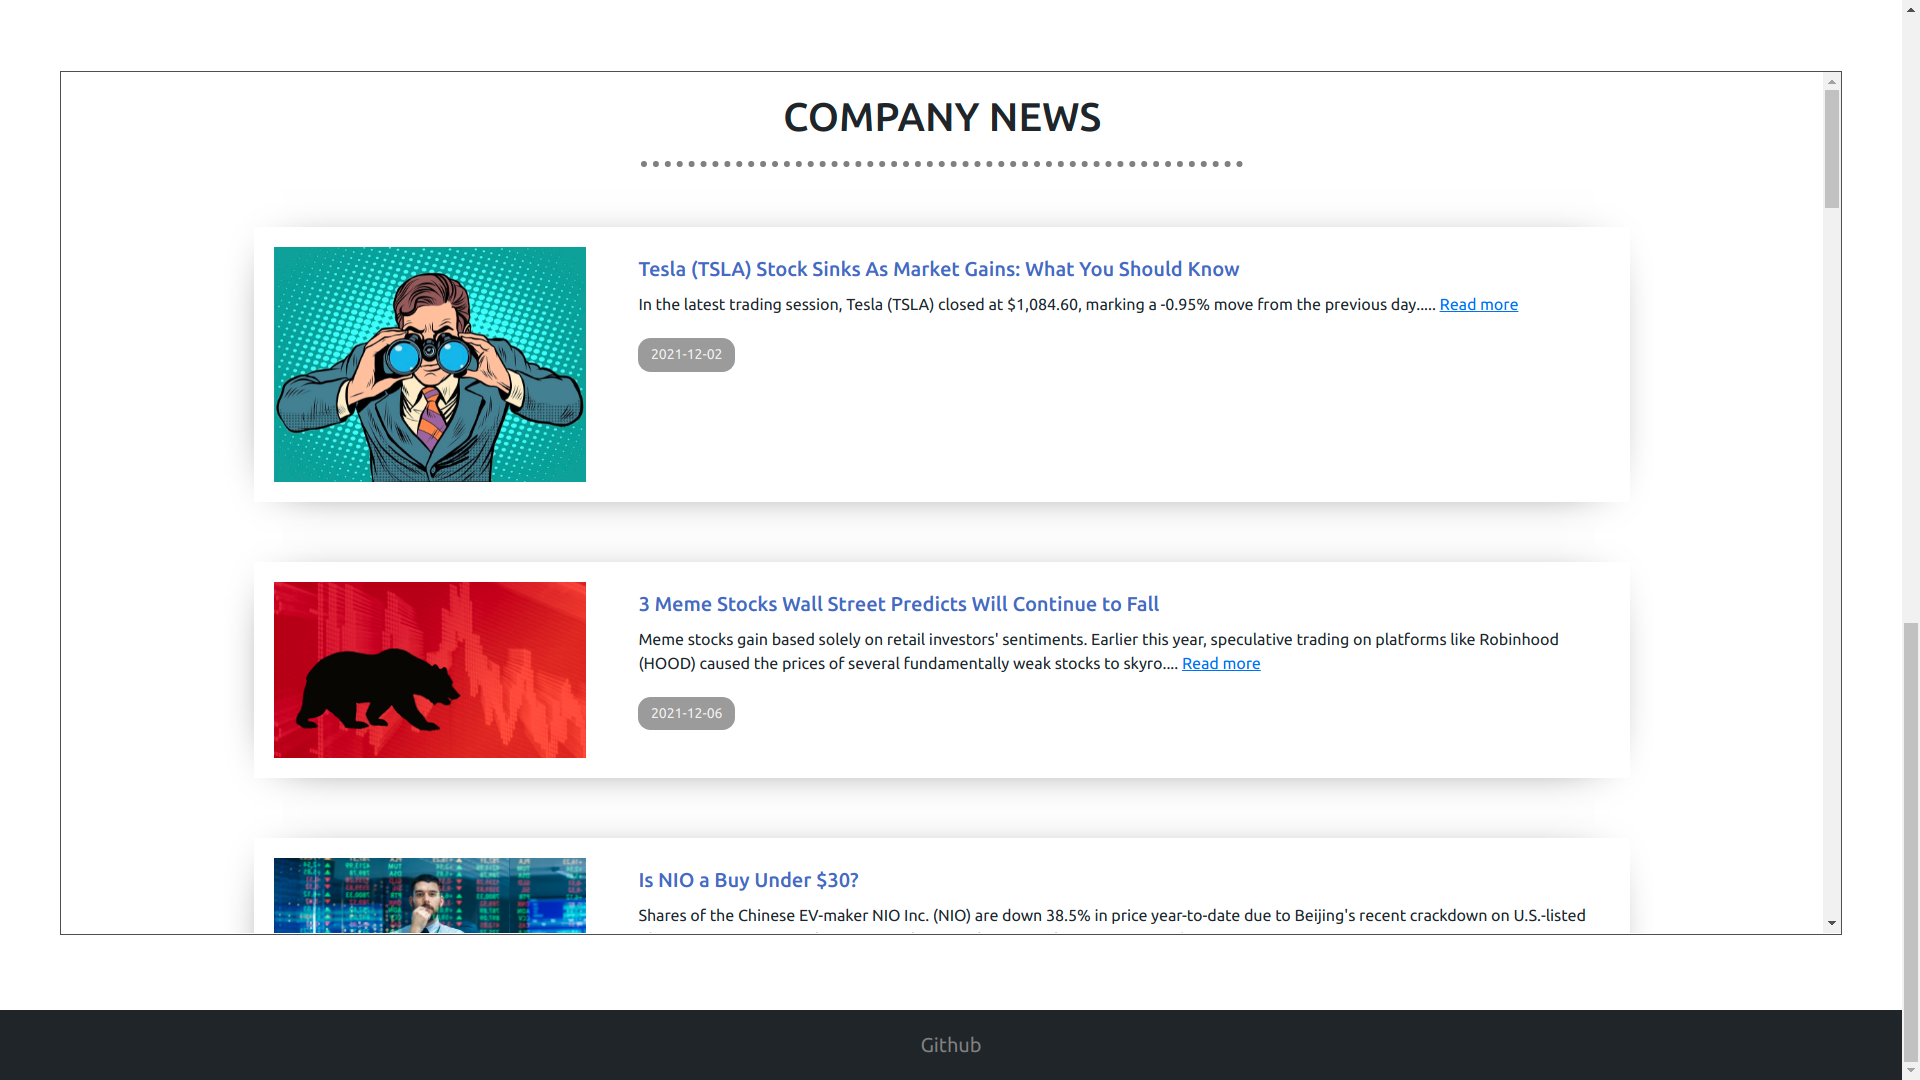 COMPANY NEWS
Tesla (TSLA) Stock Sinks As Market Gains: What You Should Know
In the latest trading session, Tesla (TSLA) closed at $1,084.60, marking a -0.95% move from the previous day..... Read more
2021-12-02
3 Meme Stocks Wall Street Predicts Will Continue to Fall
Meme stocks gain based solely on retail investors' sentiments. Earlier this year, speculative trading on platforms like Robinhood
(HOOD) caused the prices of several fundamentally weak stocks to skyro.... Read more
2021-12-06
Is NIO a Buy Under $30?
Shares of the Chinese EV-maker NIO Inc. (NIO) are down 38.5% in price year-to-date due to Beijing's recent crackdown on U.S.-listed
Github